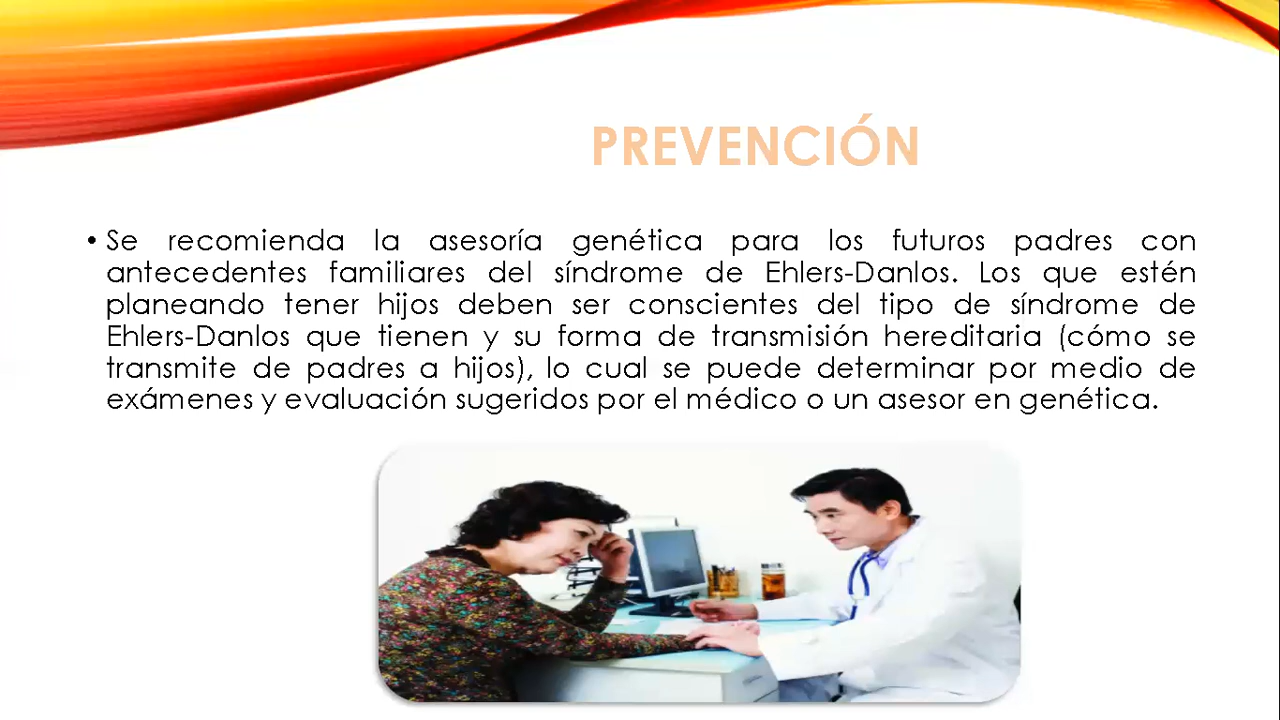 PREVENCIÓN
• Se recomienda la asesoría genética para los futuros padres con
antecedentes familiares del síndrome de Ehlers-Danlos. Los que estén
planeando tener hijos deben ser conscientes del tipo de síndrome de
Ehlers-Danlos que tienen y su forma de transmisión hereditaria (cómo se
transmite de padres a hijos), lo cual se puede determinar por medio de
exámenes y evaluación sugeridos por el médico o un asesor en genética.